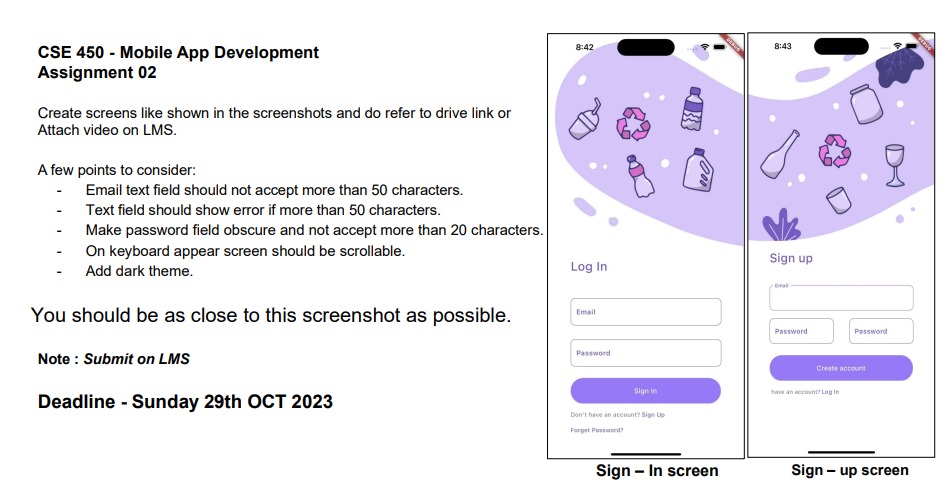 CSE 450 - Mobile App Development
Assignment 02
Create screens like shown in the screenshots and do refer to drive link or
Attach video on LMS.
A few points to consider:
- Email text field should not accept more than 50 characters.
- Text field should show error if more than 50 characters.
- Make password field obscure and not accept more than 20 characters.
- On keyboard appear screen should be scrollable.
- Add dark theme.
You should be as close to this screenshot as possible.
Note : Submit on LMS
Deadline - Sunday 29th OCT 2023
8:42
Log In
Email
Password
Sign In
Don't have an account? Sign Up
Forget Password?
Sign – In screen
8:43
Sign up
Email
Password Password
Create account
have an account? Log In
Sign – up screen